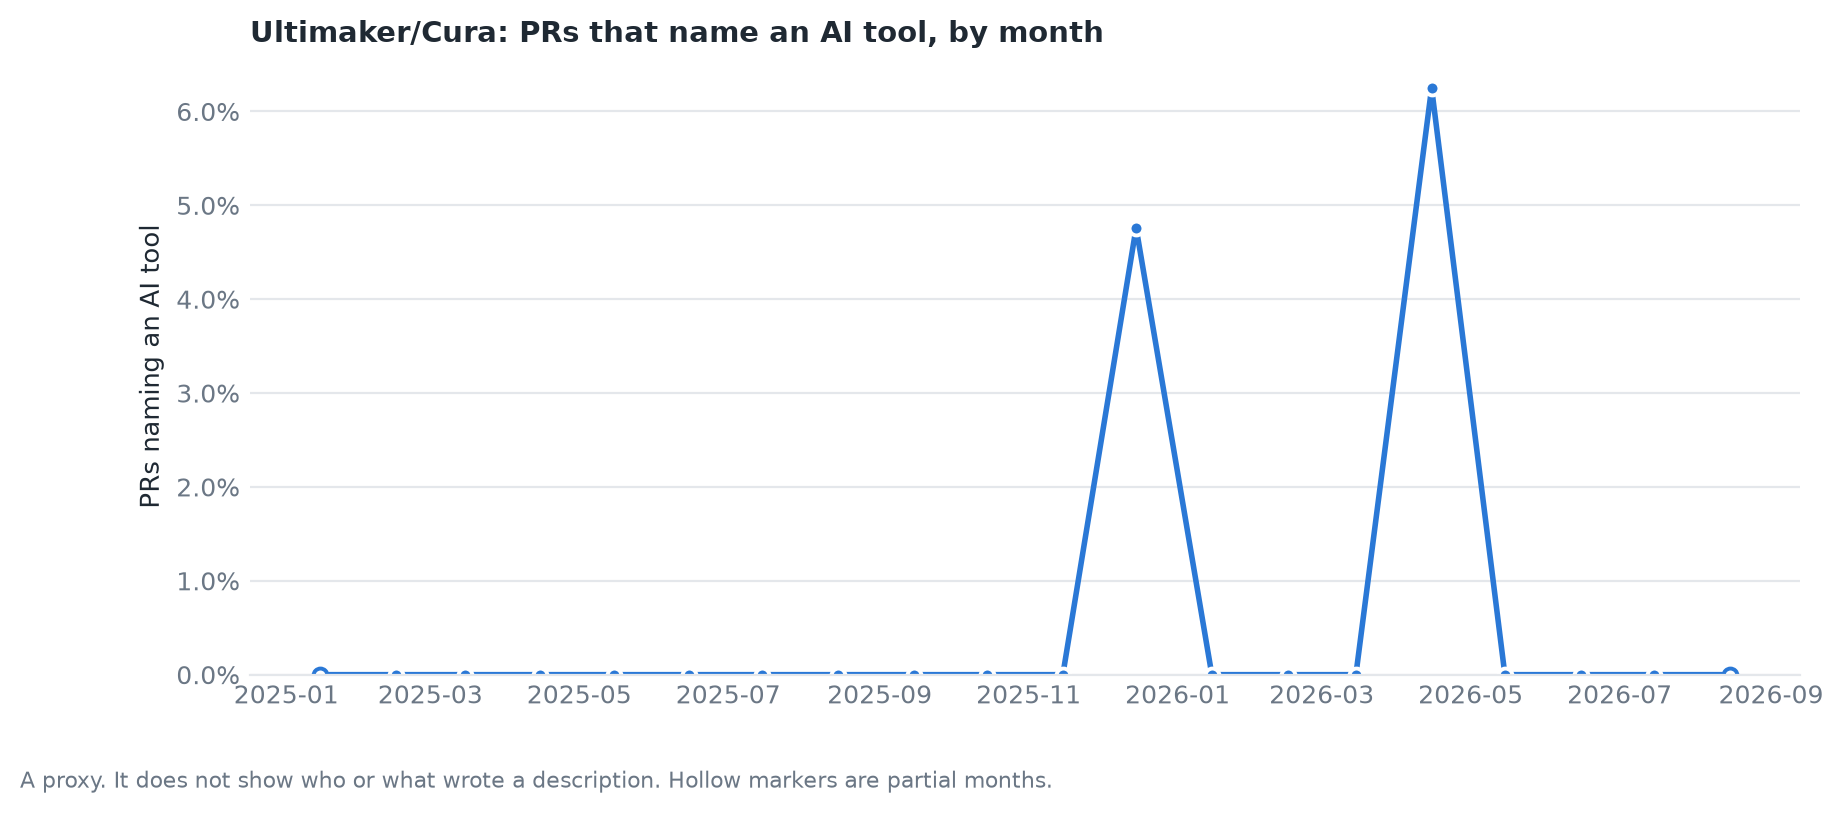 Ultimaker/Cura: PRs that name an AI tool, by month
PRs naming an AI tool
6.0%
5.0%
4.0%
3.0%
2.0%
1.0%
0.0%
2025-01 2025-03 2025-05 2025-07 2025-09 2025-11 2026-01 2026-03 2026-05 2026-07 2026-09
A proxy. It does not show who or what wrote a description. Hollow markers are partial months.